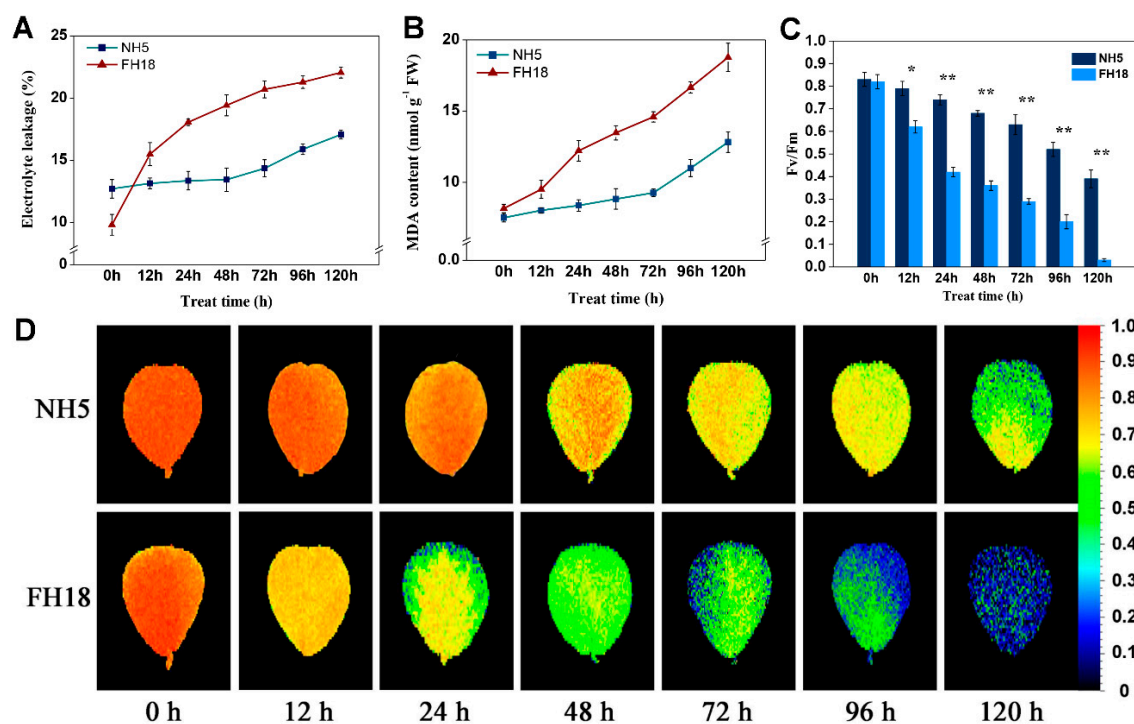 A
25
20
15
10
0
Electrolyte leakage (%)
NH5
FH18
0h 12h 24h 48h 72h 96h 120h
Treat time (h)
B
20
15
10
0.0
MDA content (nmol g-1 FW)
NH5
FH18
0h 12h 24h 48h 72h 96h 120h
Treat time (h)
C
1.0
0.9
0.8
0.7
0.6
0.5
0.4
0.3
0.2
0.1
0.0
Fv/Fm
NH5
FH18
* ** ** ** ** **
0h 12h 24h 48h 72h 96h 120h
Treat time (h)
D
NH5
FH18
0 h 12 h 24 h 48 h 72 h 96 h 120 h
1.0
0.9
0.8
0.7
0.6
0.5
0.4
0.3
0.2
0.1
0